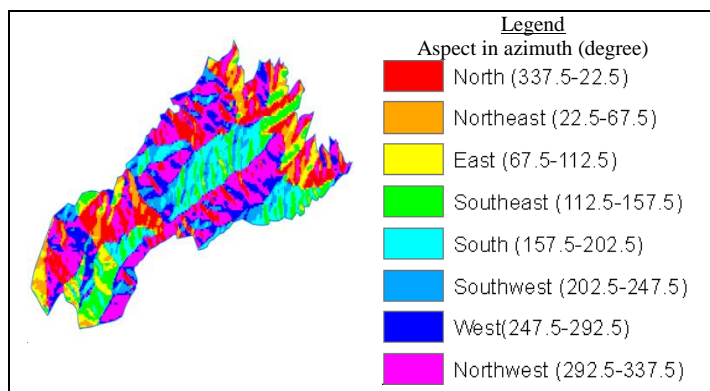 Legend
Aspect in azimuth (degree)
North (337.5-22.5)
Northeast (22.5-67.5)
East (67.5-112.5)
Southeast (112.5-157.5)
South (157.5-202.5)
Southwest (202.5-247.5)
West(247.5-292.5)
Northwest (292.5-337.5)